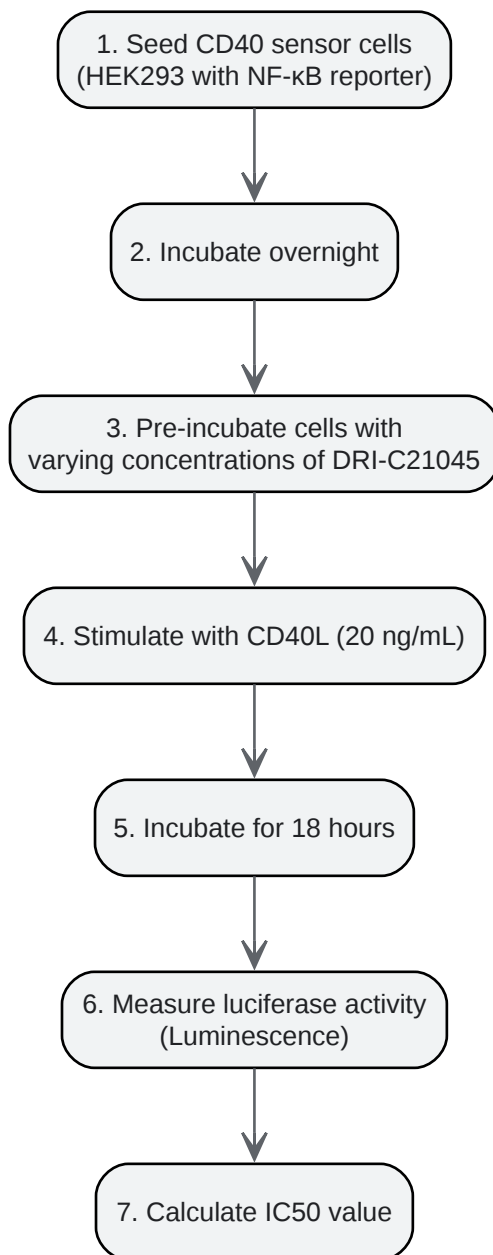 1. Seed CD40 sensor cells
(HEK293 with NF-κB reporter)
2. Incubate overnight
3. Pre-incubate cells with
varying concentrations of DRI-C21045
4. Stimulate with CD40L (20 ng/mL)
5. Incubate for 18 hours
6. Measure luciferase activity
(Luminescence)
7. Calculate IC50 value